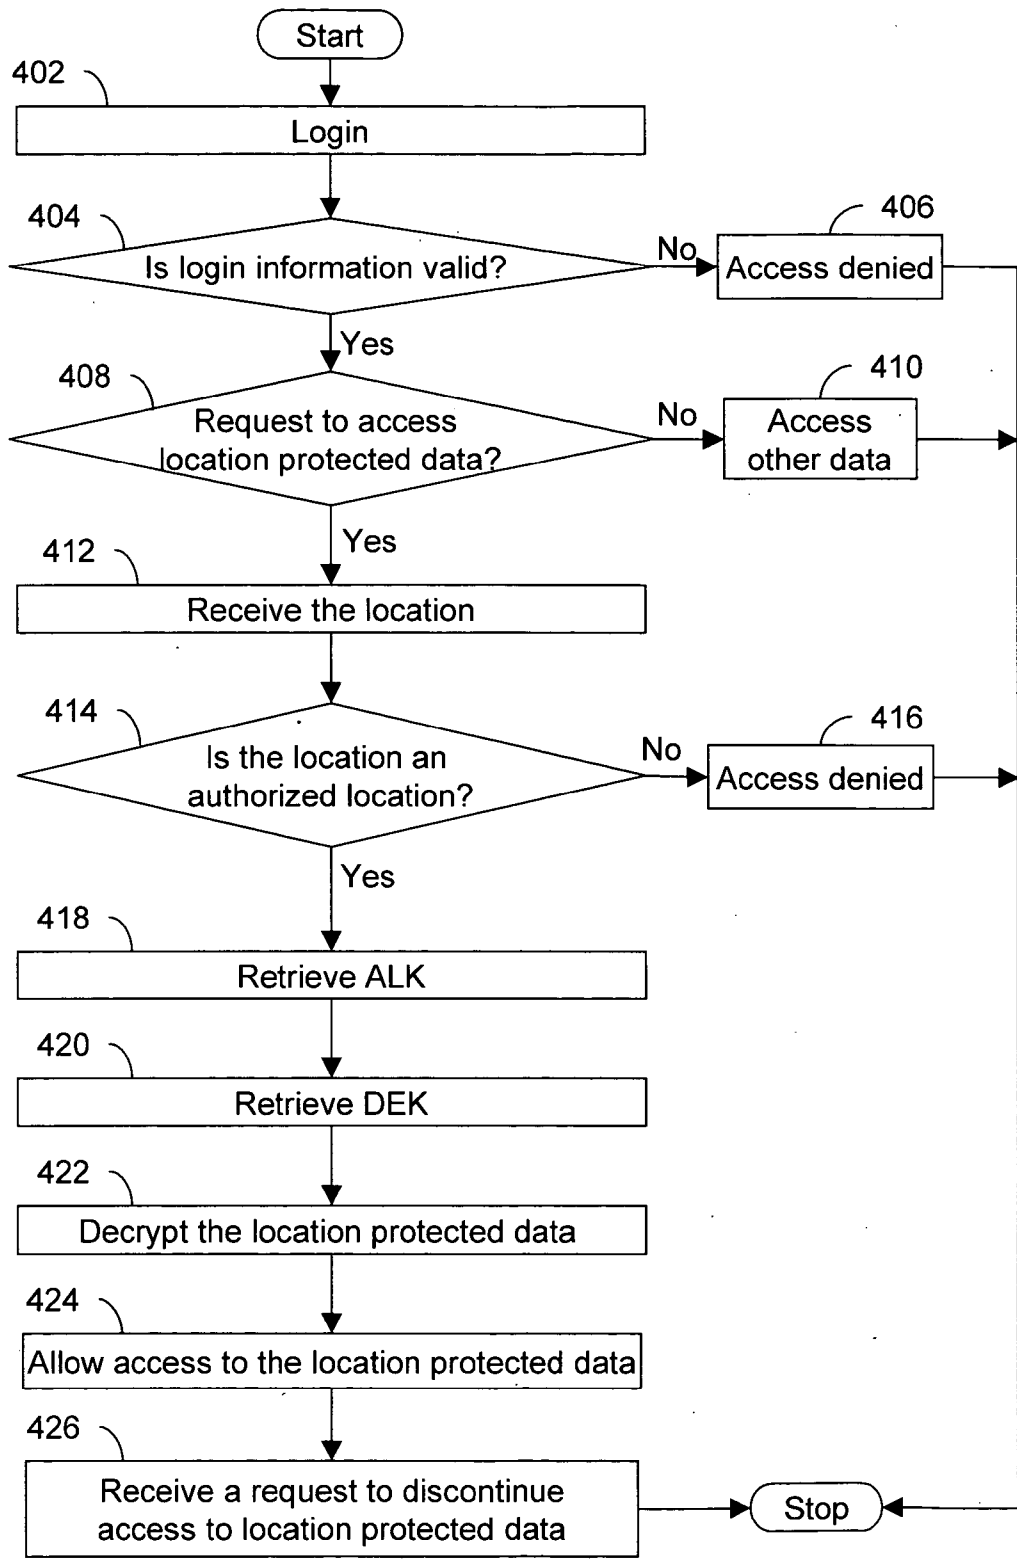 Start
402
Login
404
Is login information valid?
No
406
Access denied
Yes
408
Request to access
location protected data?
No
410
Access
other data
Yes
412
Receive the location
414
Is the location an
authorized location?
No
416
Access denied
Yes
418
Retrieve ALK
420
Retrieve DEK
422
Decrypt the location protected data
424
Allow access to the location protected data
426
Receive a request to discontinue
access to location protected data
Stop